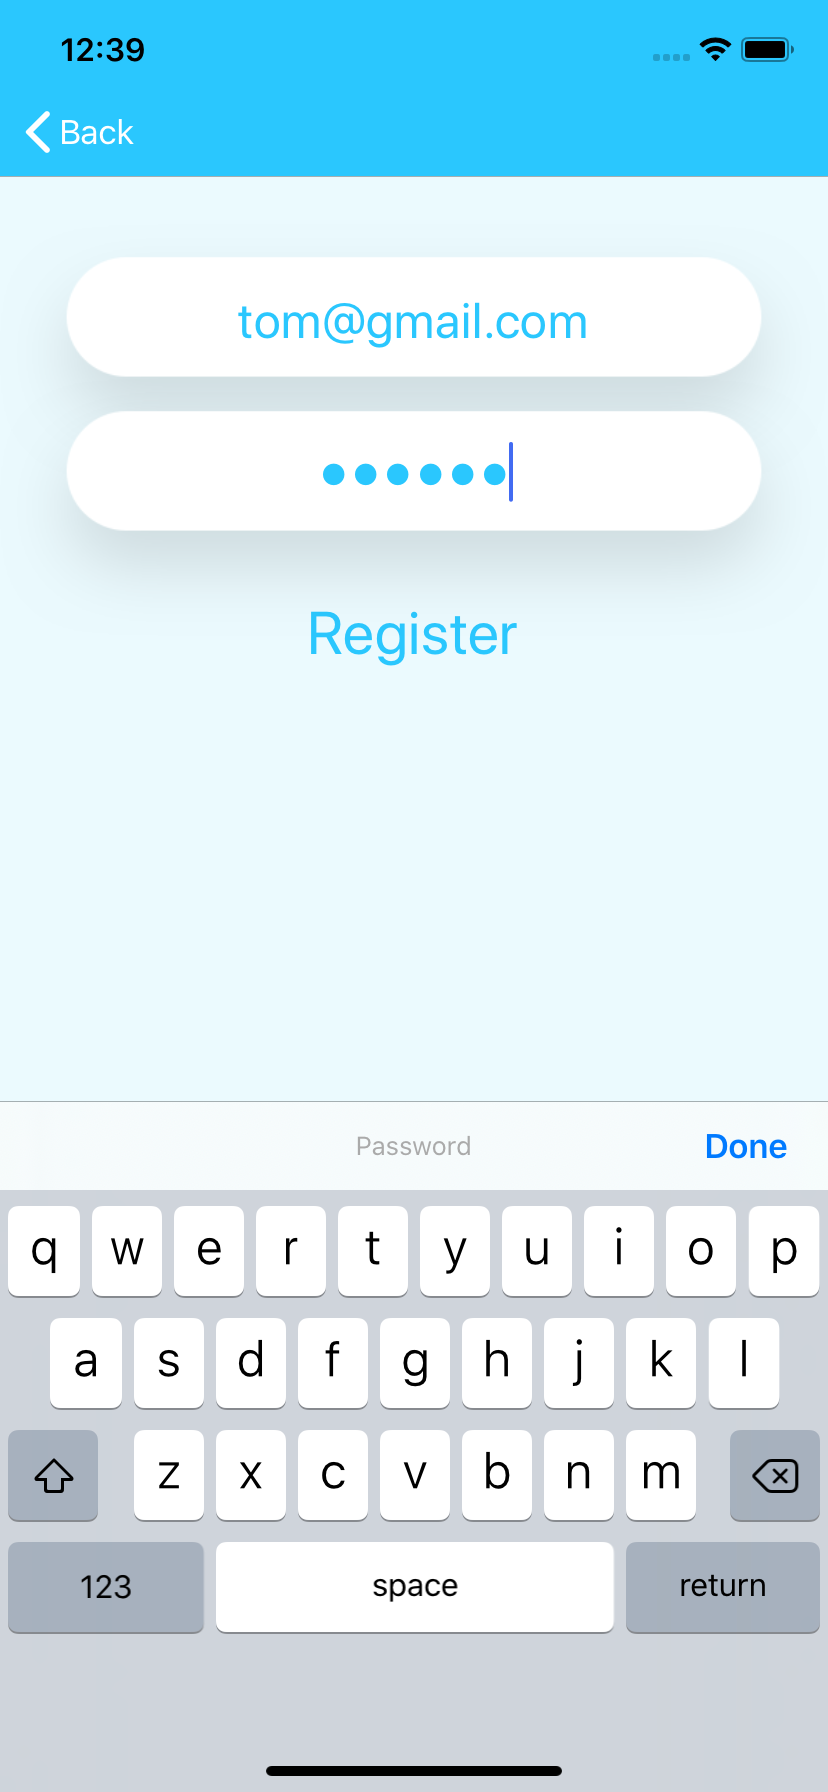 12:39
Back
tom@gmail.com
••••••
Register
Password Done
q w e r t y u i o p
a s d f g h j k l
z x c v b n m
123 space return